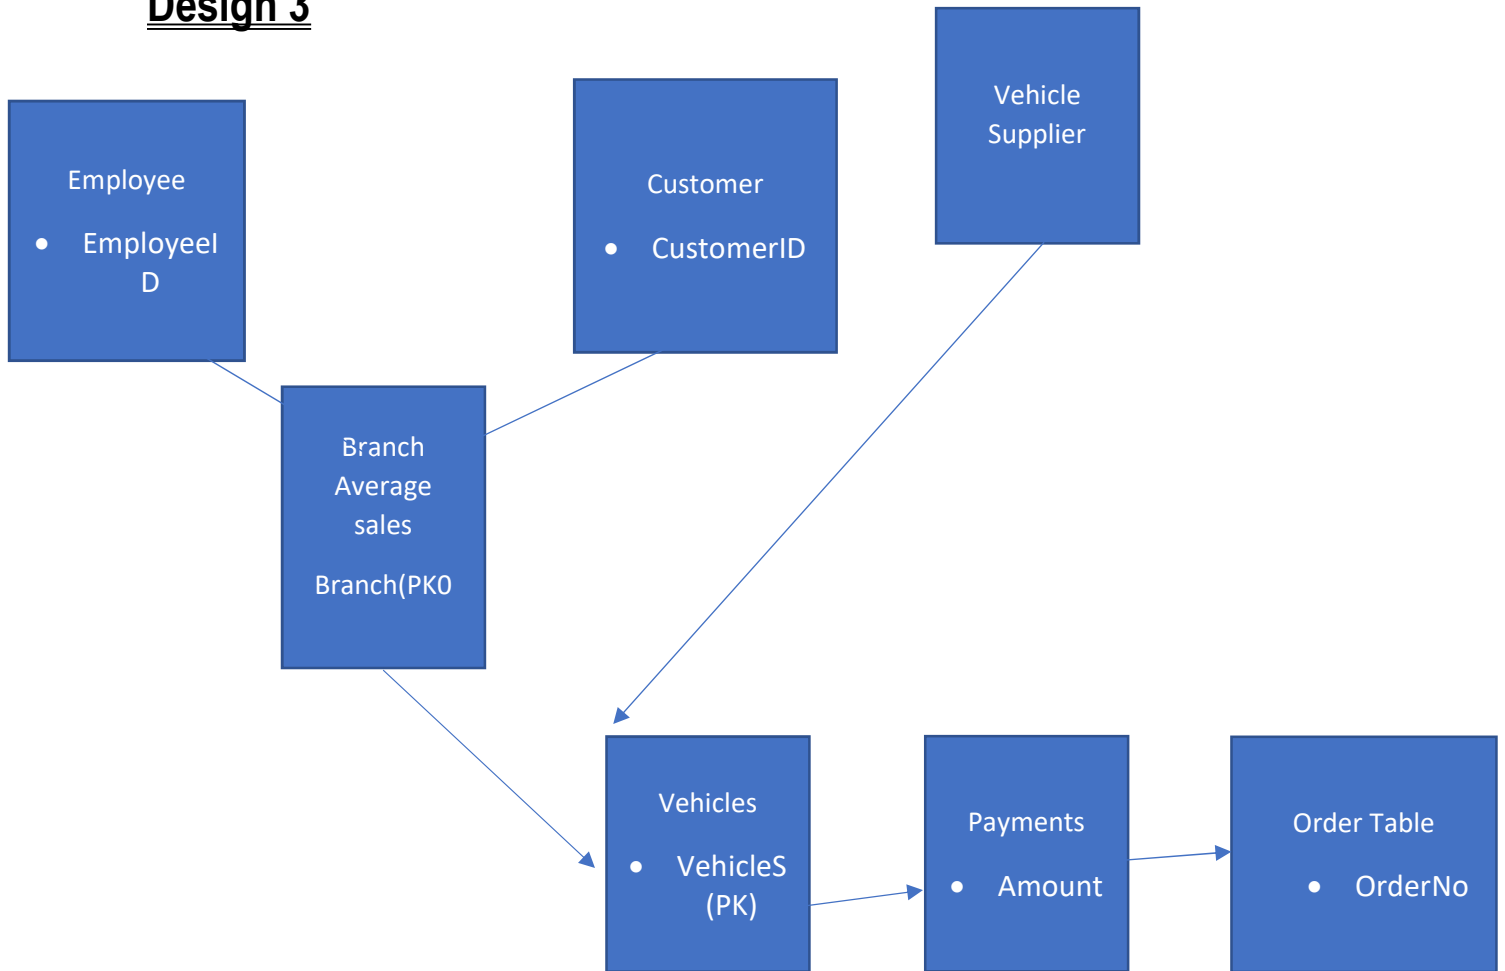 Design 3
Employee
• EmployeeI
D
Customer
• CustomerID
Vehicle
Supplier
Branch
Average
sales
Branch(PK0
Vehicles
• VehicleS
(PK)
Payments
• Amount
Order Table
• OrderNo